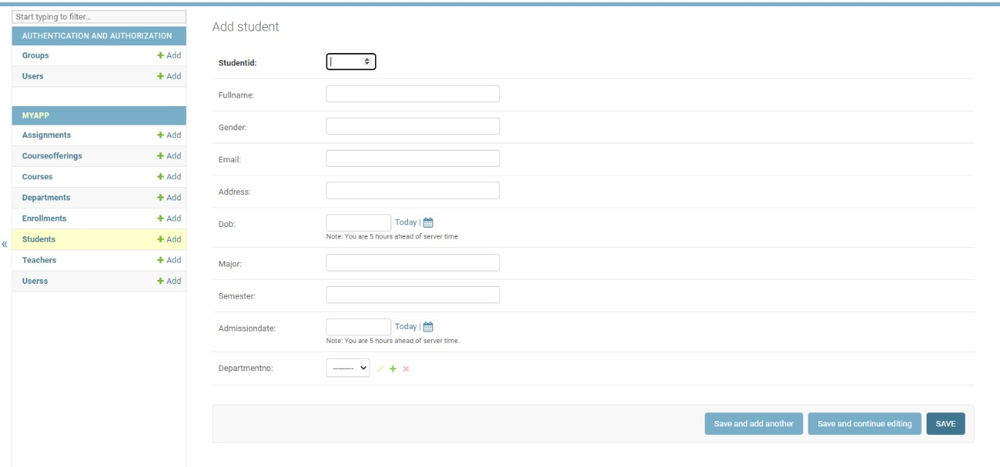 Start typing to filter...
AUTHENTICATION AND AUTHORIZATION
Groups + Add
Users + Add
MYAPP
Assignments + Add
Courseofferings + Add
Courses + Add
Departments + Add
Enrollments + Add
Students + Add
Teachers + Add
Userss + Add
«
Add student
Studentid:
Fullname:
Gender:
Email:
Address:
Dob: Today |
Note: You are 5 hours ahead of server time.
Major:
Semester:
Admissiondate: Today |
Note: You are 5 hours ahead of server time.
Departmentno: ---------
Save and add another Save and continue editing SAVE